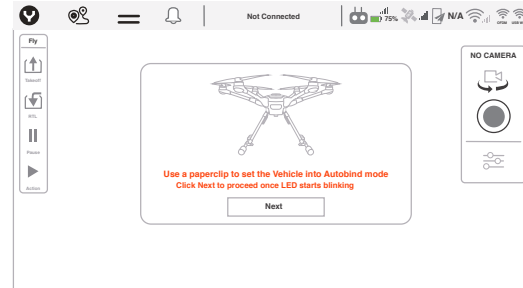 Not Connected
75%
N/A
Fly
Takeoff
RTL
Pause
Action
Use a paperclip to set the Vehicle into Autobind mode
Click Next to proceed once LED starts blinking
Next
NO CAMERA